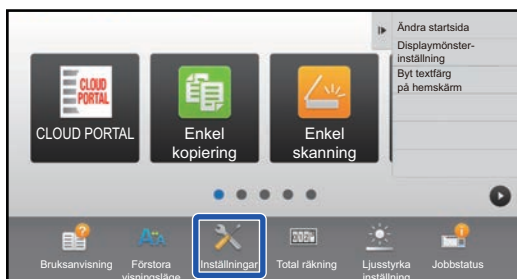 Ändra startsida
Displaymönster-
inställning
Byt textfärg
på hemskärm
CLOUD
PORTAL
CLOUD PORTAL
Enkel
kopiering
Enkel
skanning
Bruksanvisning
Förstora
visningsläge
Inställningar
Total räkning
Ljusstyrka
inställning
Jobbstatus